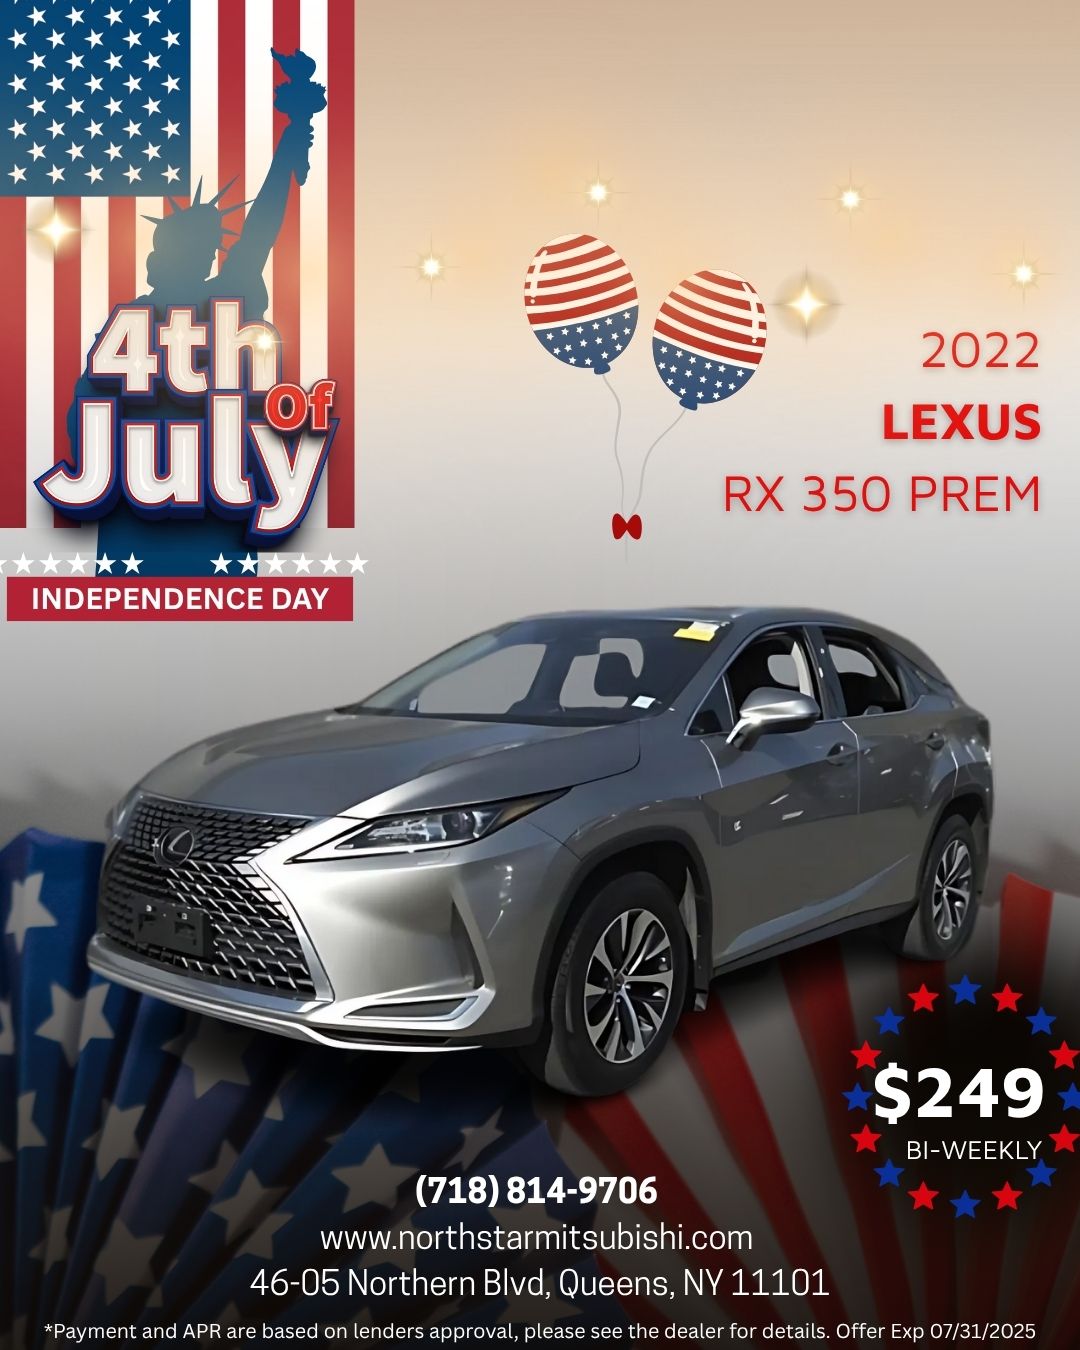 4th
Of
July
INDEPENDENCE DAY
2022
LEXUS
RX 350 PREM
$249
BI-WEEKLY
(718) 814-9706
www.northstarmitsubishi.com
46-05 Northern Blvd, Queens, NY 11101
*Payment and APR are based on lenders approval, please see the dealer for details. Offer Exp 07/31/2025